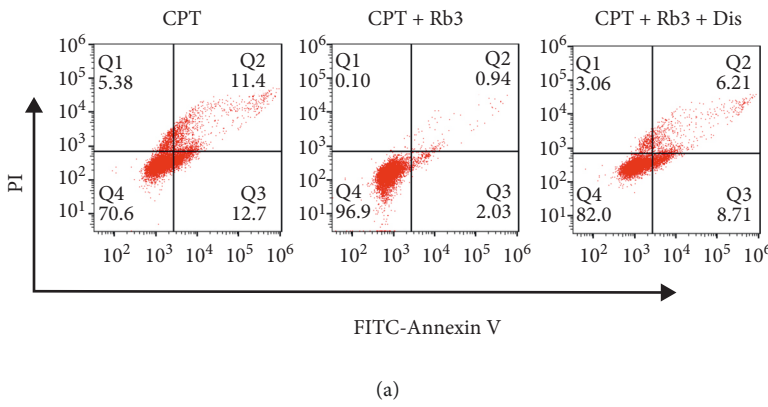 CPT
CPT + Rb3
CPT + Rb3 + Dis
10⁶
10⁵
10⁴
10³
10²
10¹
Q1
5.38
Q2
11.4
Q4
70.6
Q3
12.7
10² 10³ 10⁴ 10⁵ 10⁶
10⁶
10⁵
10⁴
10³
10²
10¹
Q1
0.10
Q2
0.94
Q4
96.9
Q3
2.03
10² 10³ 10⁴ 10⁵ 10⁶
10⁶
10⁵
10⁴
10³
10²
10¹
Q1
3.06
Q2
6.21
Q4
82.0
Q3
8.71
10² 10³ 10⁴ 10⁵ 10⁶
PI
FITC-Annexin V
(a)